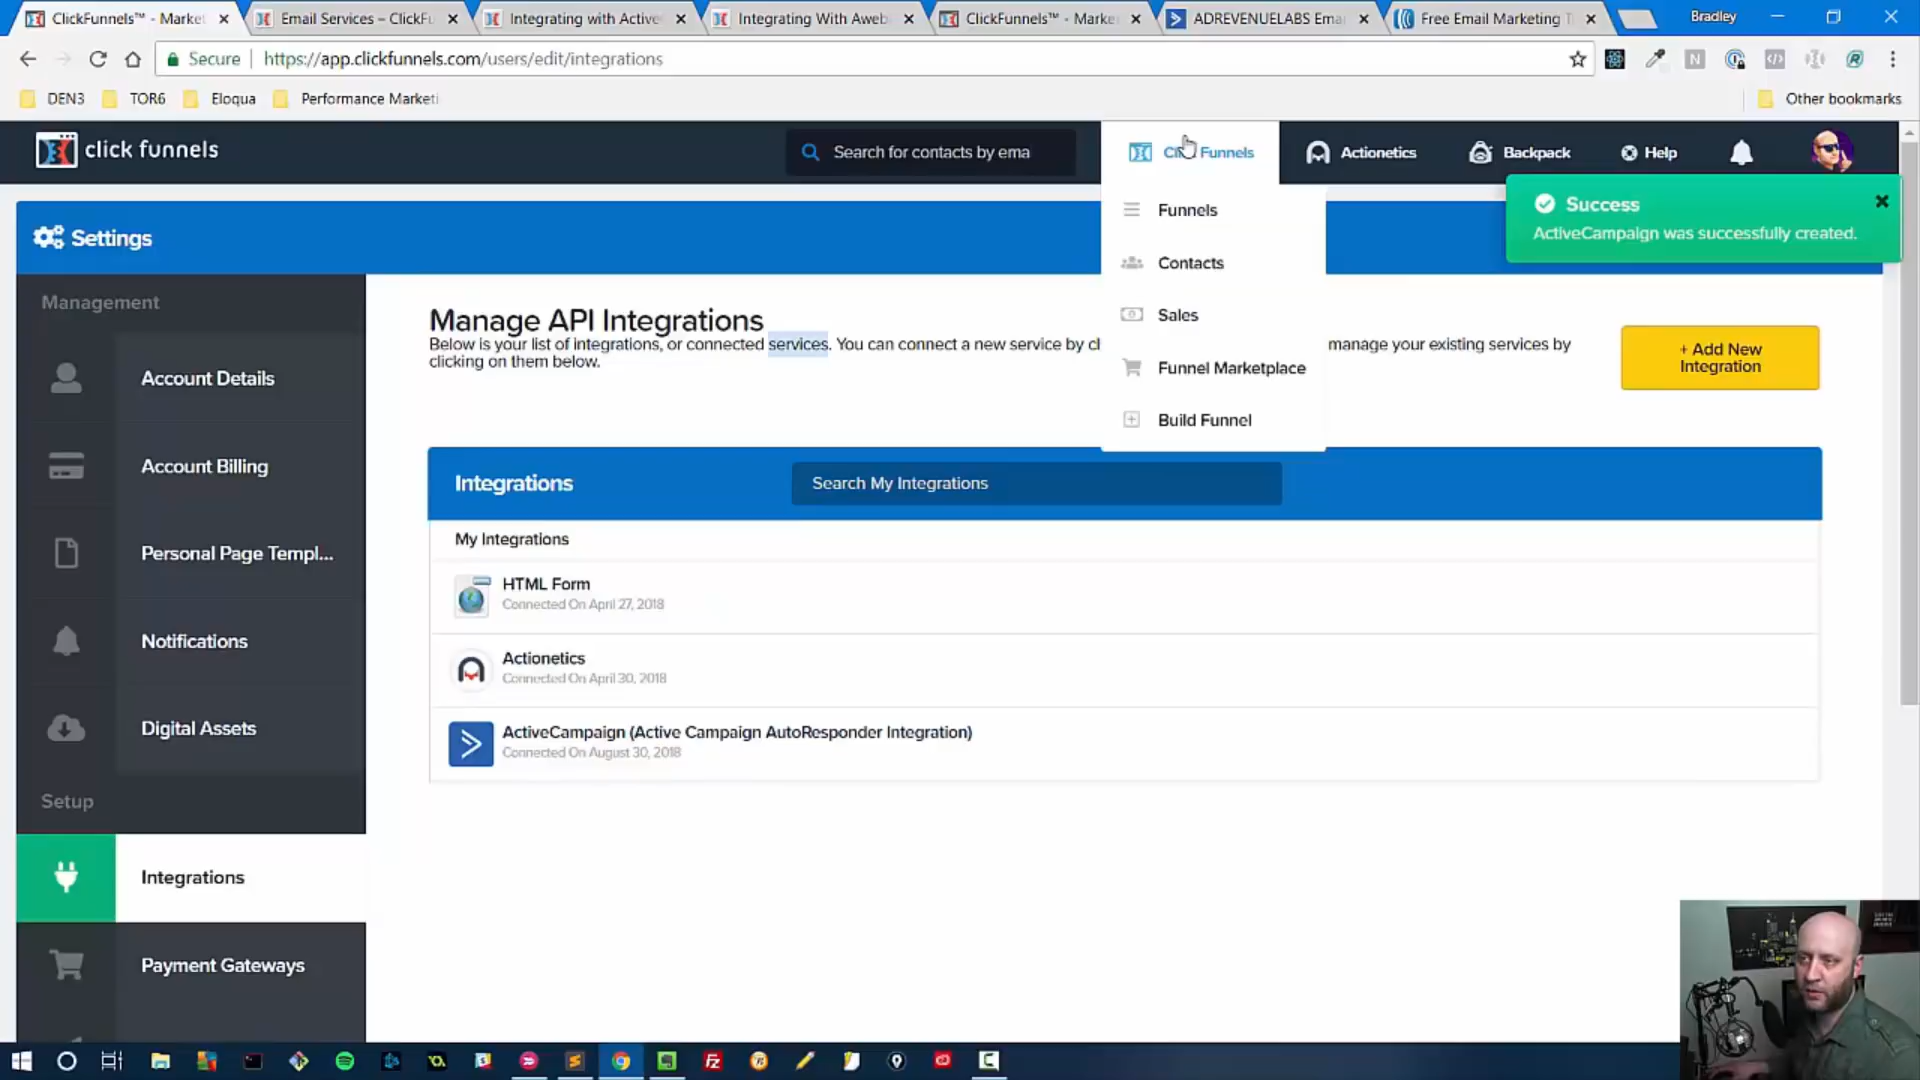 ClickFunnels™ - Market
Email Services – ClickFu
Integrating with Active
Integrating With Aweb
ClickFunnels™ - Marke
ADREVENUELABS Ema
Free Email Marketing T
Bradley
Secure
https://app.clickfunnels.com/users/edit/integrations
DEN3
TOR6
Eloqua
Performance Marketi
Other bookmarks
click funnels
Search for contacts by ema
Funnels
Actionetics
Backpack
Help
Funnels
Contacts
Sales
Funnel Marketplace
Build Funnel
Success
ActiveCampaign was successfully created.
Settings
Management
Account Details
Account Billing
Personal Page Templ...
Notifications
Digital Assets
Setup
Integrations
Payment Gateways
Manage API Integrations
Below is your list of integrations, or connected services. You can connect a new service by manage your existing services by
clicking on them below.
+ Add New
Integration
Integrations
Search My Integrations
My Integrations
HTML Form
Connected On April 27, 2018
Actionetics
Connected On April 30, 2018
ActiveCampaign (Active Campaign AutoResponder Integration)
Connected On August 30, 2018